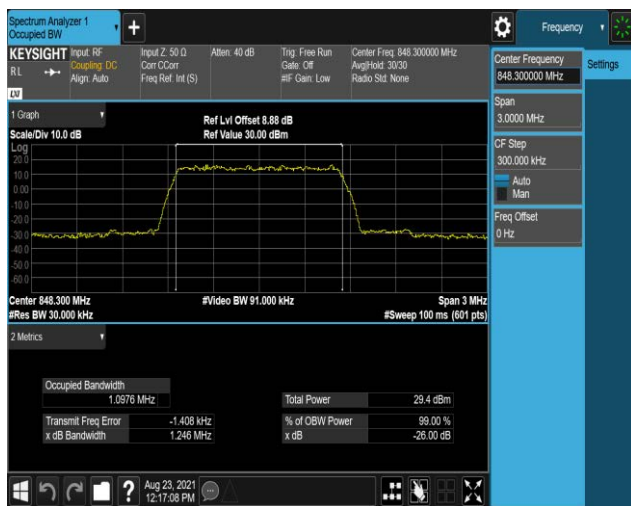 Spectrum Analyzer 1
Occupied BW
+
Frequency
KEYSIGHT
RL
LXI
Input: RF
Coupling: DC
Align: Auto
Input Z: 50 Ω
Corr CCorr
Freq Ref: Int (S)
Atten: 40 dB
Trig: Free Run
Gate: Off
#IF Gain: Low
Center Freq: 848.300000 MHz
Avg|Hold: 30/30
Radio Std: None
Center Frequency
848.300000 MHz
Settings
Span
3.0000 MHz
CF Step
300.000 kHz
Auto
Man
Freq Offset
0 Hz
1 Graph
Scale/Div 10.0 dB
Ref Lvl Offset 8.88 dB
Ref Value 30.00 dBm
Log
20.0
10.0
0.00
-10.0
-20.0
-30.0
-40.0
-50.0
-60.0
Center 848.300 MHz
#Video BW 91.000 kHz
Span 3 MHz
#Res BW 30.000 kHz
#Sweep 100 ms (601 pts)
2 Metrics
Occupied Bandwidth
1.0976 MHz
Total Power 29.4 dBm
Transmit Freq Error -1.408 kHz
% of OBW Power 99.00 %
x dB Bandwidth 1.246 MHz
x dB -26.00 dB
?
Aug 23, 2021
12:17:08 PM